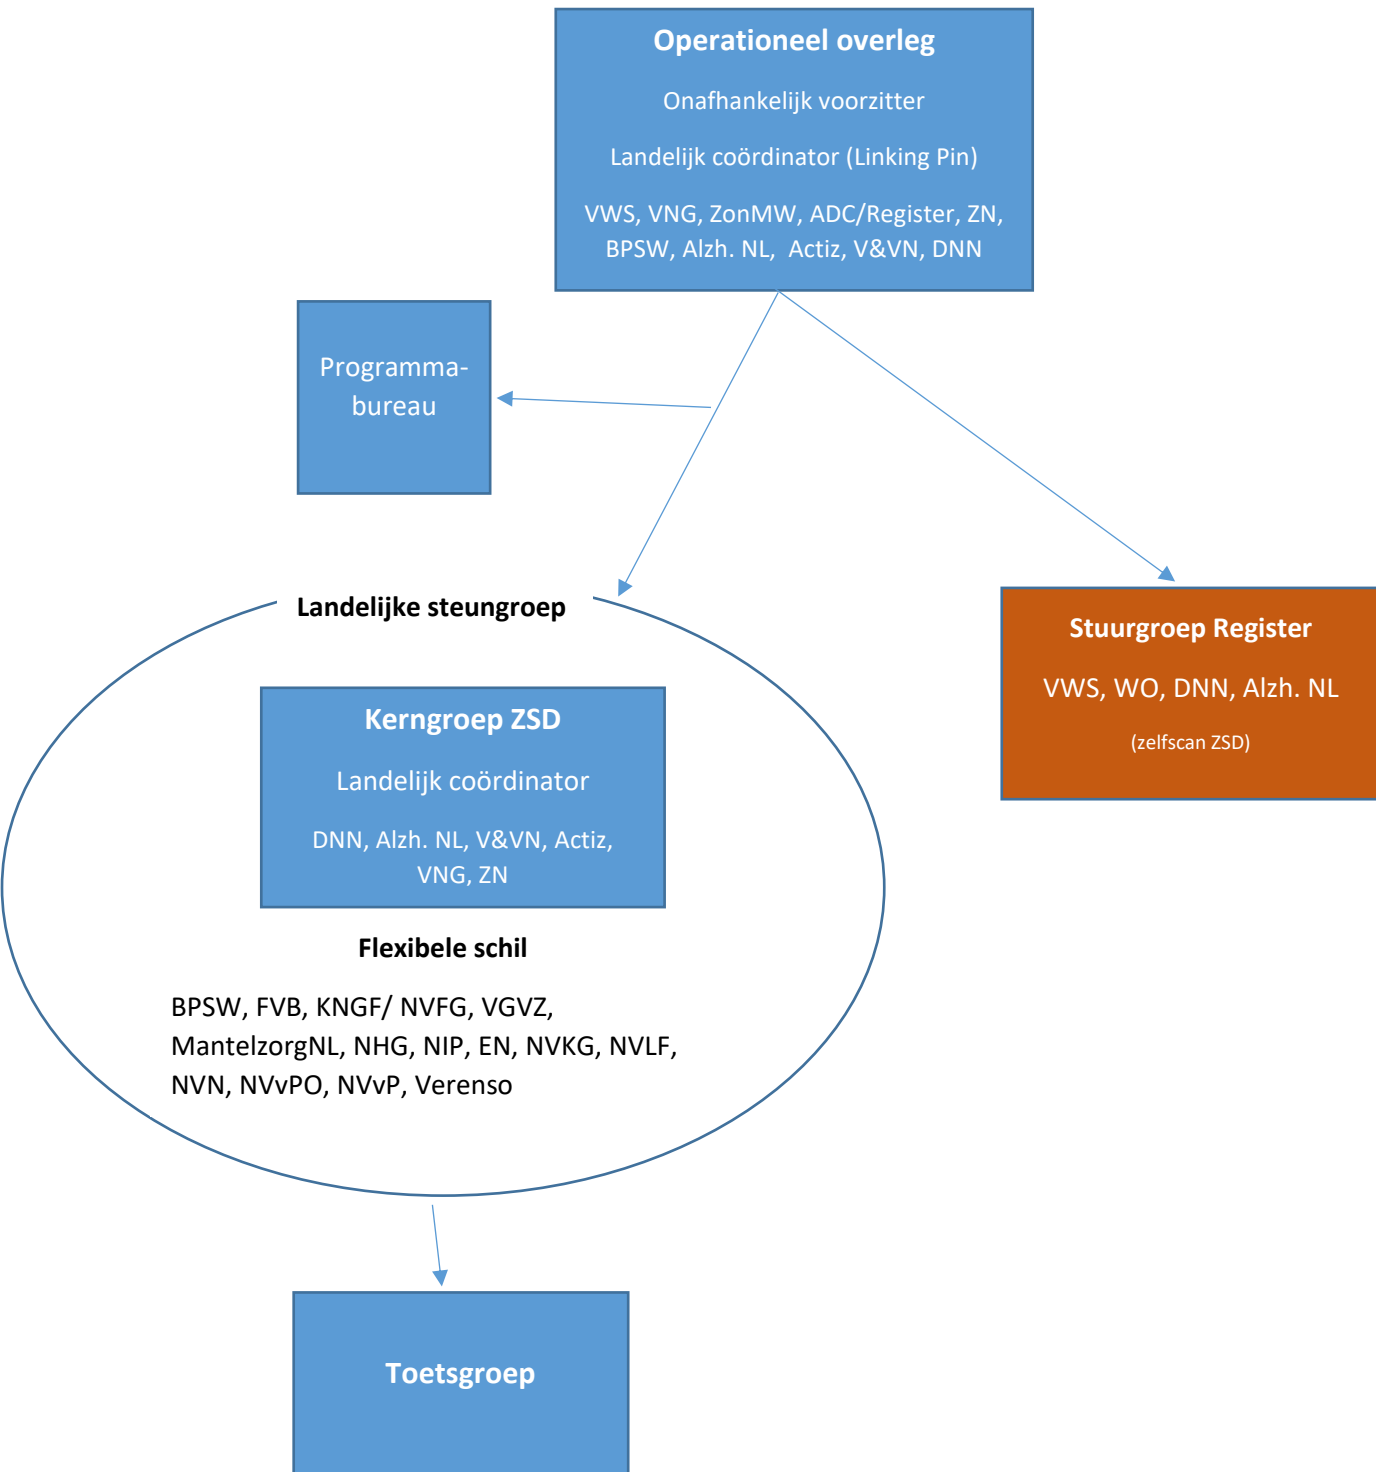 Operationeel overleg
Onafhankelijk voorzitter
Landelijk coördinator (Linking Pin)
VWS, VNG, ZonMW, ADC/Register, ZN,
BPSW, Alzh. NL, Actiz, V&VN, DNN
Programma-
bureau
Landelijke steungroep
Kerngroep ZSD
Landelijk coördinator
DNN, Alzh. NL, V&VN, Actiz,
VNG, ZN
Flexibele schil
BPSW, FVB, KNGF/ NVFG, VGVZ,
MantelzorgNL, NHG, NIP, EN, NVKG, NVLF,
NVN, NVvPO, NVvP, Verenso
Stuurgroep Register
VWS, WO, DNN, Alzh. NL
(zelfscan ZSD)
Toetsgroep